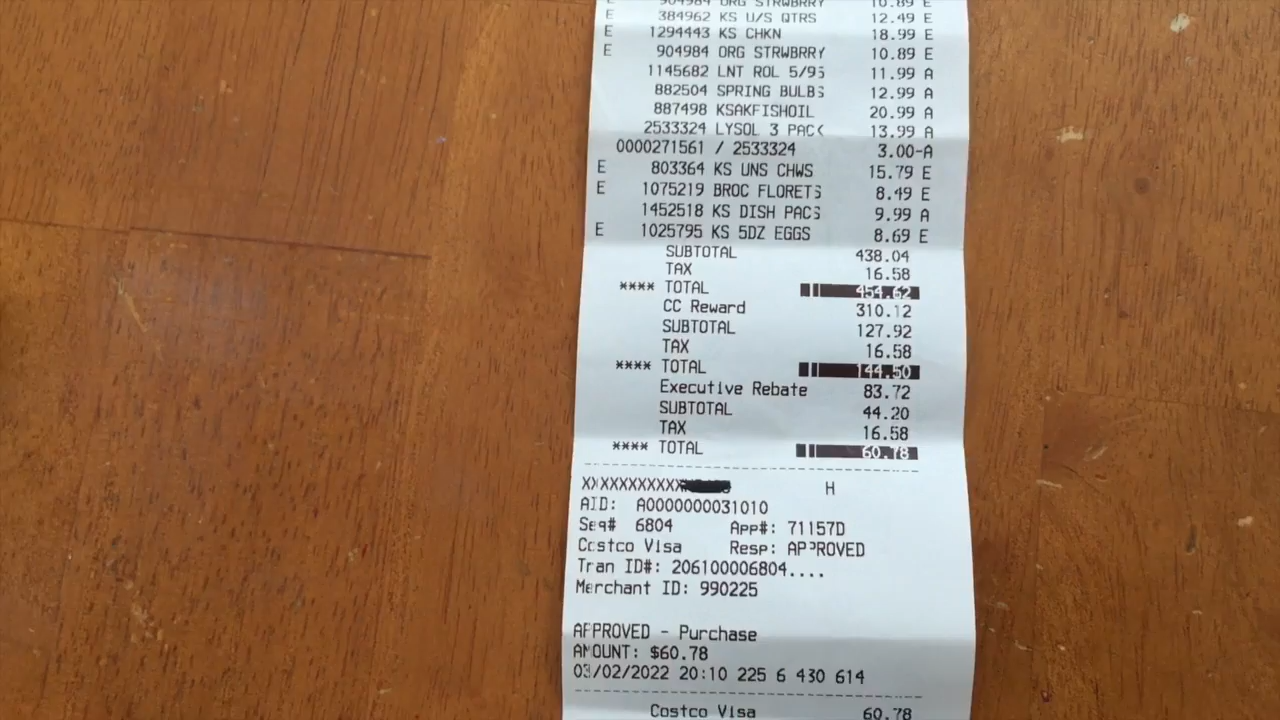 E 904984 ORG STRWBRRY 10.89 E
E 384962 KS U/S QTRS 12.49 E
E 1294443 KS CHKN 18.99 E
E 904984 ORG STRWBRRY 10.89 E
1145682 LNT ROL 5/95 11.99 A
882504 SPRING BULBS 12.99 A
887498 KSAKFISHOIL 20.99 A
2533324 LYSOL 3 PACK 13.99 A
0000271561 / 2533324 3.00-A
E 803364 KS UNS CHWS 15.79 E
E 1075219 BROC FLORETS 8.49 E
1452518 KS DISH PACS 9.99 A
E 1025795 KS 5DZ EGGS 8.69 E
SUBTOTAL 438.04
TAX 16.58
**** TOTAL 454.62
CC Reward 310.12
SUBTOTAL 127.92
TAX 16.58
**** TOTAL 144.50
Executive Rebate 83.72
SUBTOTAL 44.20
TAX 16.58
**** TOTAL 60.78
XXXXXXXXXXX H
AID: A0000000031010
Seq# 6804 App#: 71157D
Costco Visa Resp: APPROVED
Tran ID#: 206100006804....
Merchant ID: 990225
APPROVED - Purchase
AMOUNT: $60.78
03/02/2022 20:10 225 6 430 614
Costco Visa 60.78